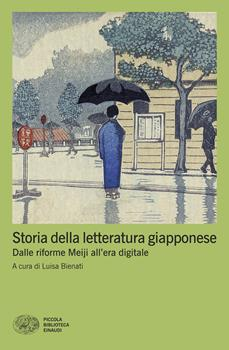 Storia della letteratura giapponese
Dalle riforme Meiji all'era digitale
A cura di Luisa Bienati
PICCOLA
BIBLIOTECA
EINAUDI